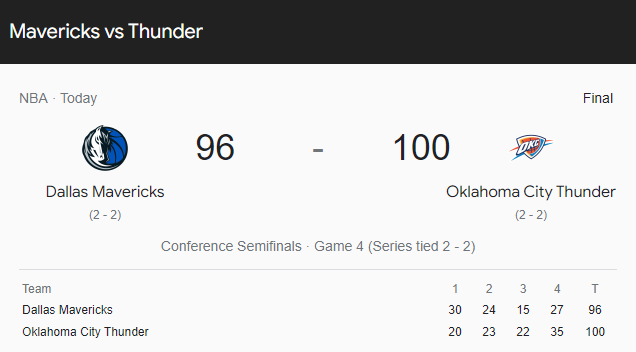 Mavericks vs Thunder
NBA · Today Final
96 - 100
OKC
Dallas Mavericks Oklahoma City Thunder
(2 - 2) (2 - 2)
Conference Semifinals · Game 4 (Series tied 2 - 2)
Team 1 2 3 4 T
Dallas Mavericks 30 24 15 27 96
Oklahoma City Thunder 20 23 22 35 100